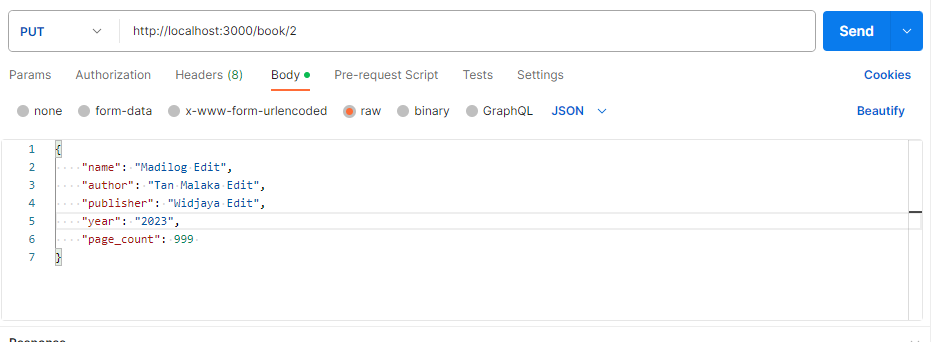 PUT http://localhost:3000/book/2 Send
Params Authorization Headers (8) Body Pre-request Script Tests Settings Cookies
none form-data x-www-form-urlencoded raw binary GraphQL JSON Beautify
1 {
2 "name": "Madilog Edit",
3 "author": "Tan Malaka Edit",
4 "publisher": "Widjaya Edit",
5 "year": "2023",
6 "page_count": 999
7 }
Response